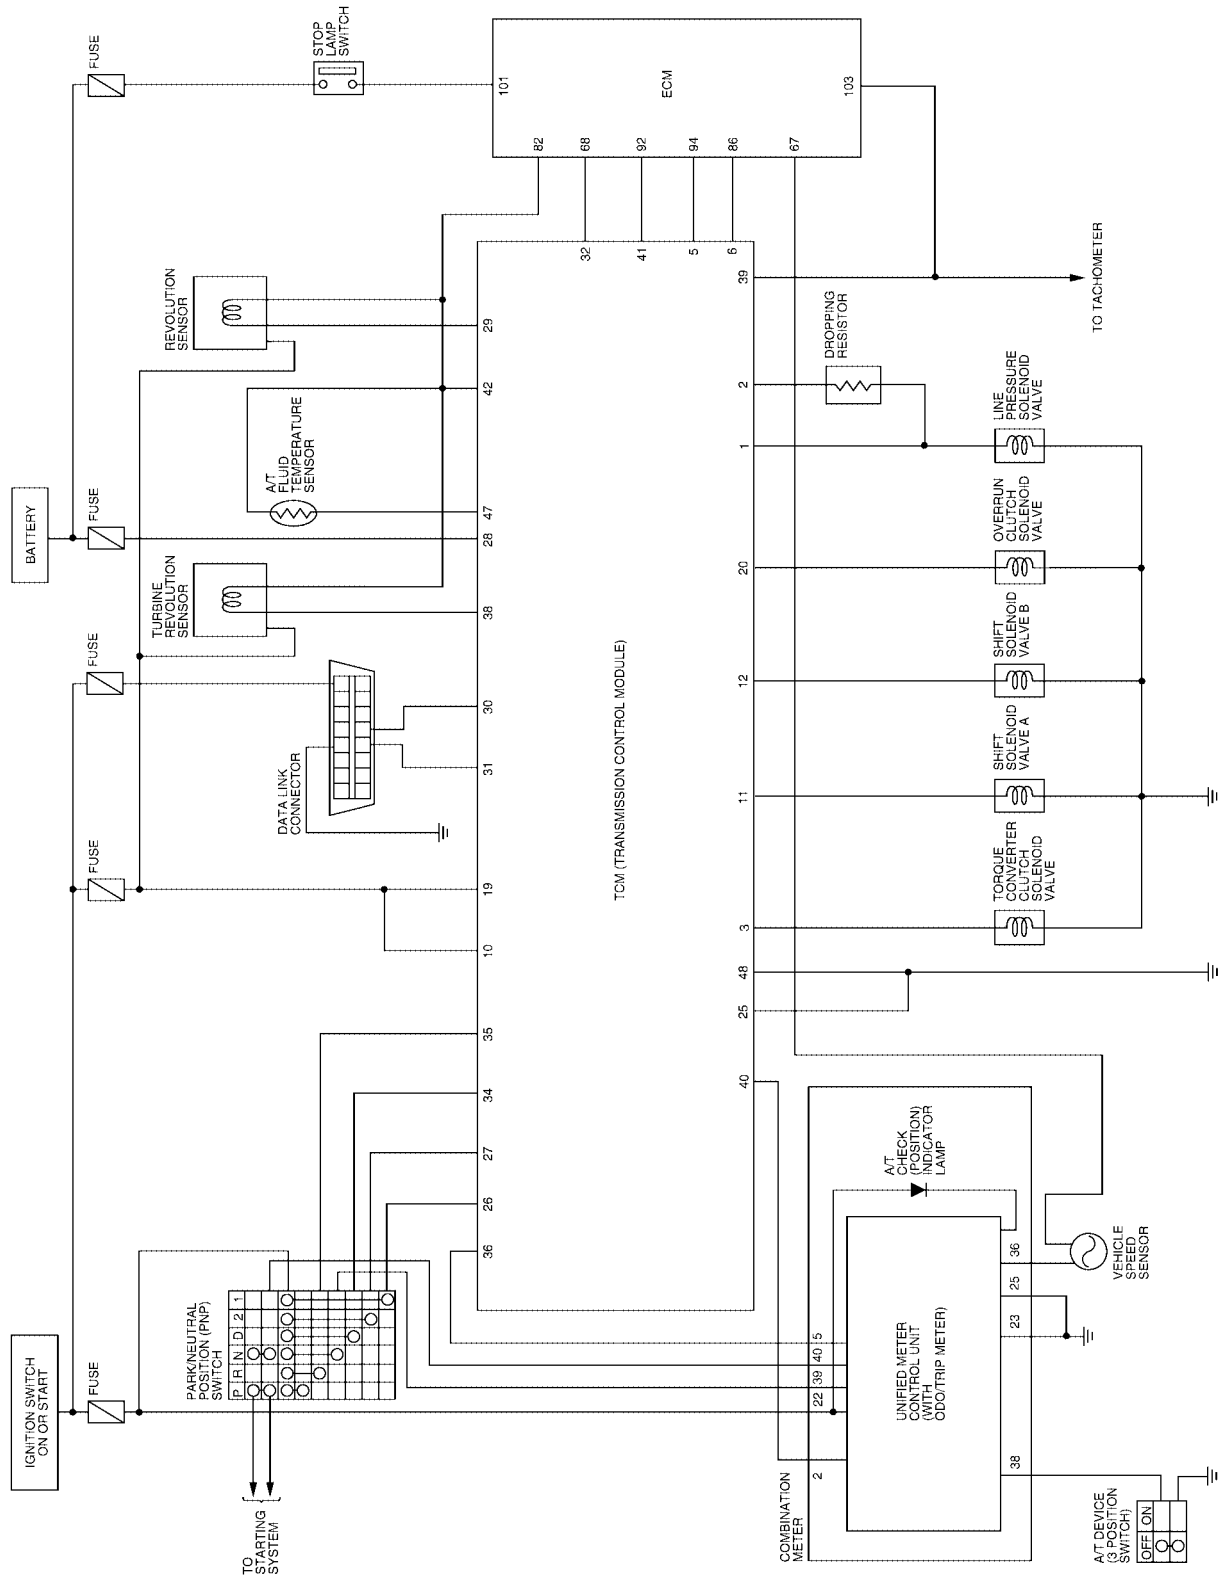 IGNITION SWITCH
ON OR START
FUSE
BATTERY
FUSE
FUSE
FUSE
FUSE
STOP
LAMP
SWITCH
REVOLUTION
SENSOR
A/T
FLUID
TEMPERATURE
SENSOR
TURBINE
REVOLUTION
SENSOR
DATA LINK
CONNECTOR
PARK/NEUTRAL
POSITION (PNP)
SWITCH
P R N D 2 1
TO
STARTING
SYSTEM
36
26
27
34
35
10
19
31
30
38
28
47
42
29
TCM (TRANSMISSION CONTROL MODULE)
32
41
5
6
82
68
92
94
86
67
101
ECM
103
40
25
48
3
11
12
20
1
2
39
DROPPING
RESISTOR
TO TACHOMETER
TORQUE
CONVERTER
CLUTCH
SOLENOID
VALVE
SHIFT
SOLENOID
VALVE A
SHIFT
SOLENOID
VALVE B
OVERRUN
CLUTCH
SOLENOID
VALVE
LINE
PRESSURE
SOLENOID
VALVE
COMBINATION
METER
2
22
39
40
5
UNIFIED METER
CONTROL UNIT
(WITH
ODO/TRIP METER)
A/T
CHECK
(POSITION)
INDICATOR
LAMP
38
23
25
36
VEHICLE
SPEED
SENSOR
A/T DEVICE
(3 POSITION
SWITCH)
OFF ON